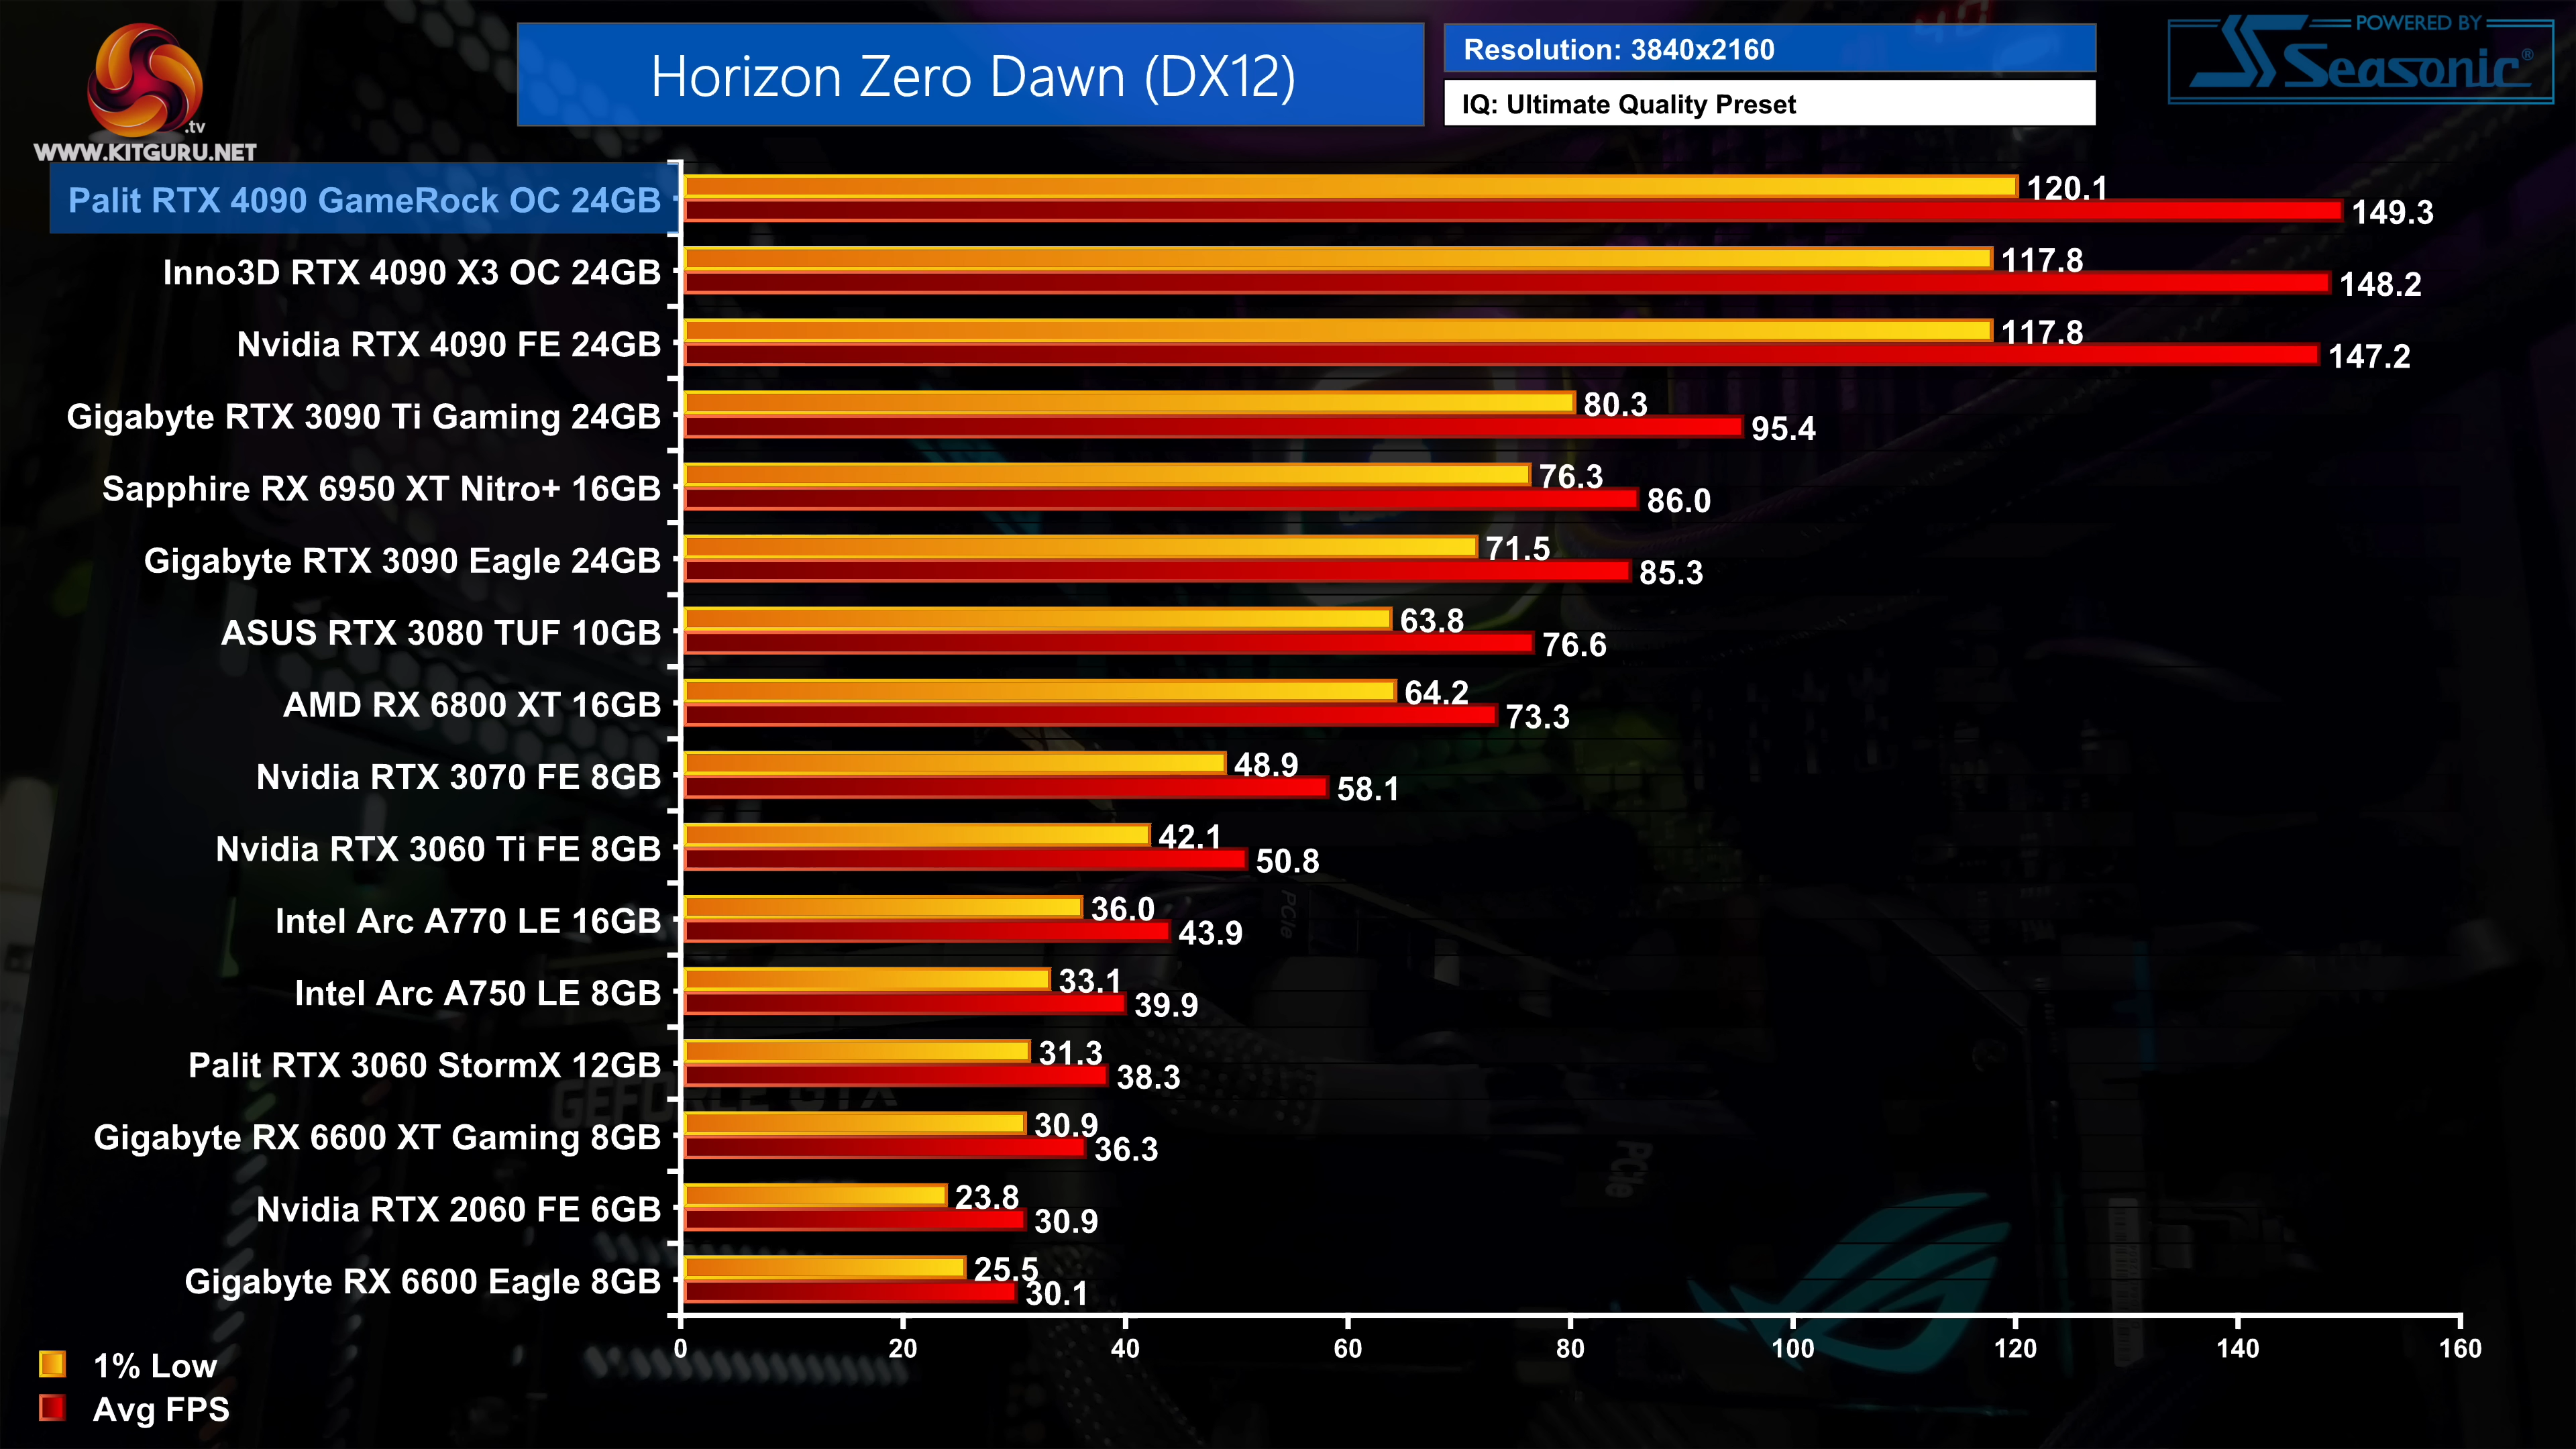 .tv
WWW.KITGURU.NET
Horizon Zero Dawn (DX12)
Resolution: 3840x2160
IQ: Ultimate Quality Preset
POWERED BY
Seasonic®
Palit RTX 4090 GameRock OC 24GB
120.1
149.3
Inno3D RTX 4090 X3 OC 24GB
117.8
148.2
Nvidia RTX 4090 FE 24GB
117.8
147.2
Gigabyte RTX 3090 Ti Gaming 24GB
80.3
95.4
Sapphire RX 6950 XT Nitro+ 16GB
76.3
86.0
Gigabyte RTX 3090 Eagle 24GB
71.5
85.3
ASUS RTX 3080 TUF 10GB
63.8
76.6
AMD RX 6800 XT 16GB
64.2
73.3
Nvidia RTX 3070 FE 8GB
48.9
58.1
Nvidia RTX 3060 Ti FE 8GB
42.1
50.8
Intel Arc A770 LE 16GB
36.0
43.9
Intel Arc A750 LE 8GB
33.1
39.9
Palit RTX 3060 StormX 12GB
31.3
38.3
Gigabyte RX 6600 XT Gaming 8GB
30.9
36.3
Nvidia RTX 2060 FE 6GB
23.8
30.9
Gigabyte RX 6600 Eagle 8GB
25.5
30.1
0 20 40 60 80 100 120 140 160
1% Low
Avg FPS
PCIe
PCIe